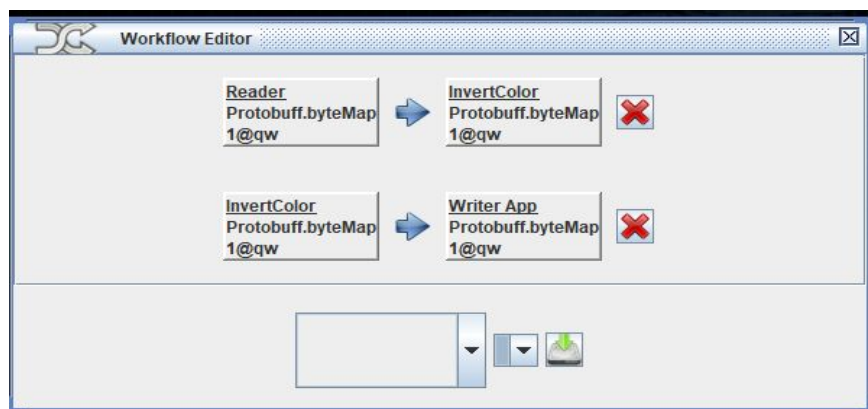 Workflow Editor
Reader
Protobuff.byteMap
1@qw
InvertColor
Protobuff.byteMap
1@qw
InvertColor
Protobuff.byteMap
1@qw
Writer App
Protobuff.byteMap
1@qw